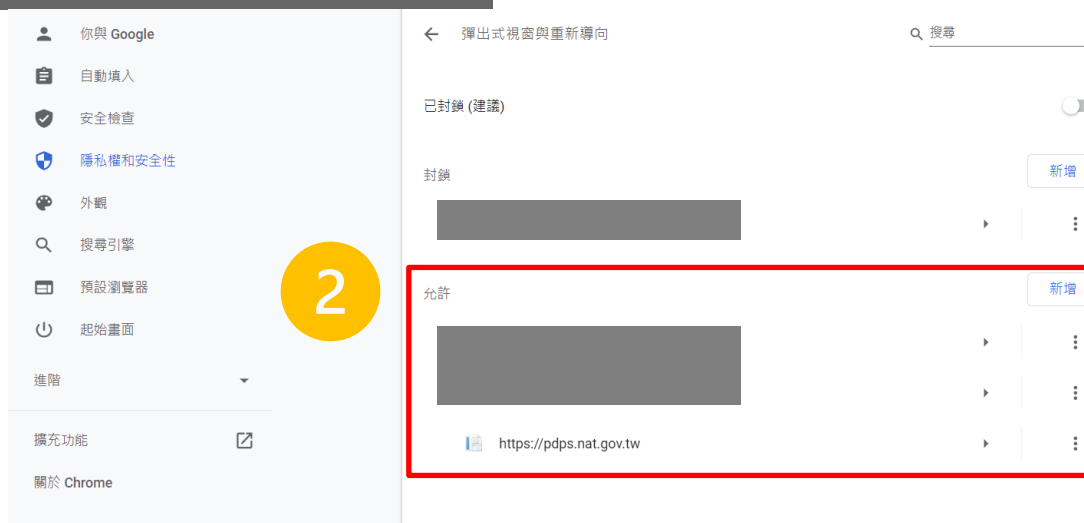 你與 Google
自動填入
安全檢查
隱私權和安全性
外觀
搜尋引擎
預設瀏覽器
起始畫面
進階
擴充功能
關於 Chrome
2
彈出式視窗與重新導向
搜尋
已封鎖 (建議)
封鎖
新增
允許
新增
https://pdps.nat.gov.tw